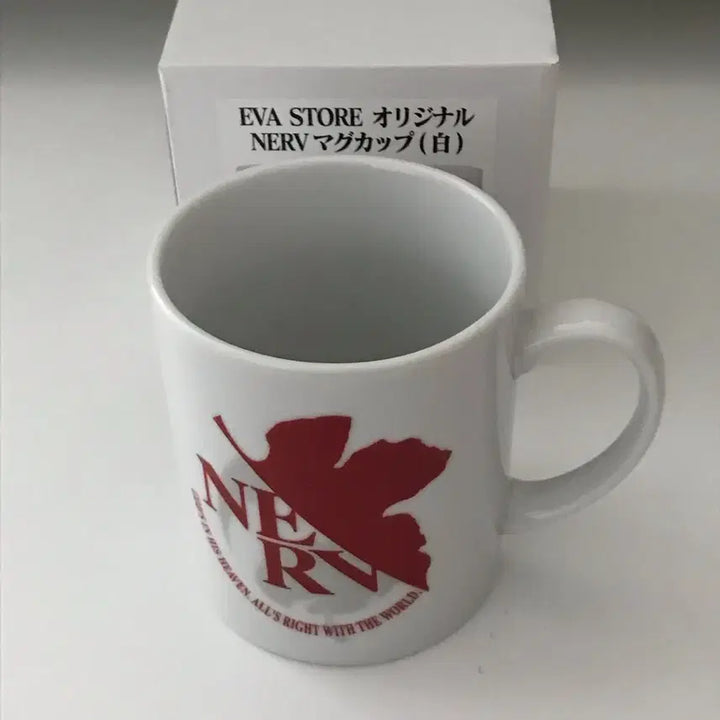 EVA STORE オリジナル
NERVマグカップ(白)
NERV
GOD'S IN HIS HEAVEN. ALL'S RIGHT WITH THE WORLD.